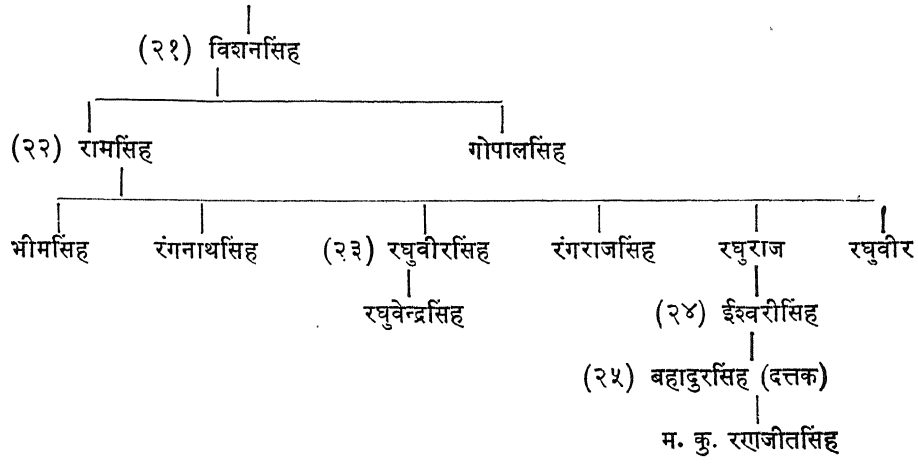 (२१) विशनसिंह
(२२) रामसिंह गोपालसिंह
भीमसिंह रंगनाथसिंह (२३) रघुवीरसिंह रंगराजसिंह रघुराज रघुवीर
रघुवेन्द्रसिंह (२४) ईश्वरीसिंह
(२५) बहादुरसिंह (दत्तक)
म. कु. रणजीतसिंह